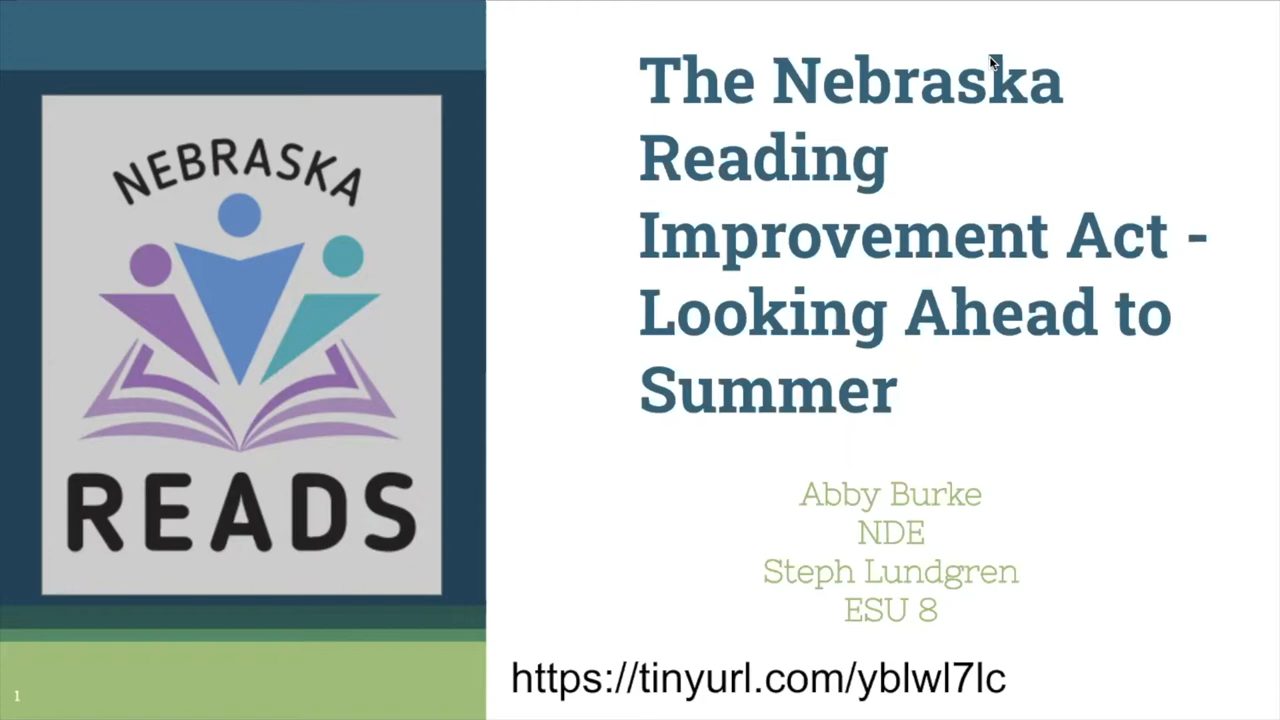 NEBRASKA
READS
The Nebraska
Reading
Improvement Act -
Looking Ahead to
Summer
Abby Burke
NDE
Steph Lundgren
ESU 8
https://tinyurl.com/yblwl7lc
1